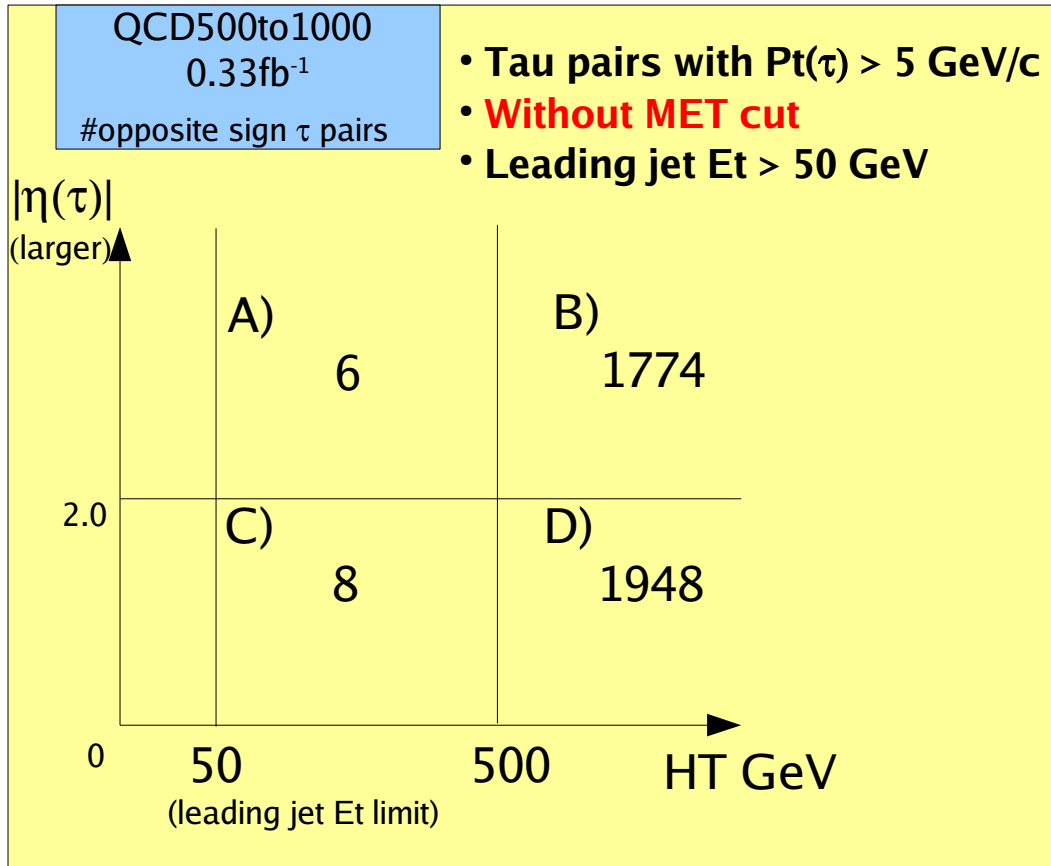 QCD500to1000
0.33fb⁻¹
#opposite sign τ pairs
• Tau pairs with Pt(τ) > 5 GeV/c
• Without MET cut
• Leading jet Et > 50 GeV
|η(τ)|
(larger)
A)
6
B)
1774
2.0
C)
8
D)
1948
0
50
500
HT GeV
(leading jet Et limit)